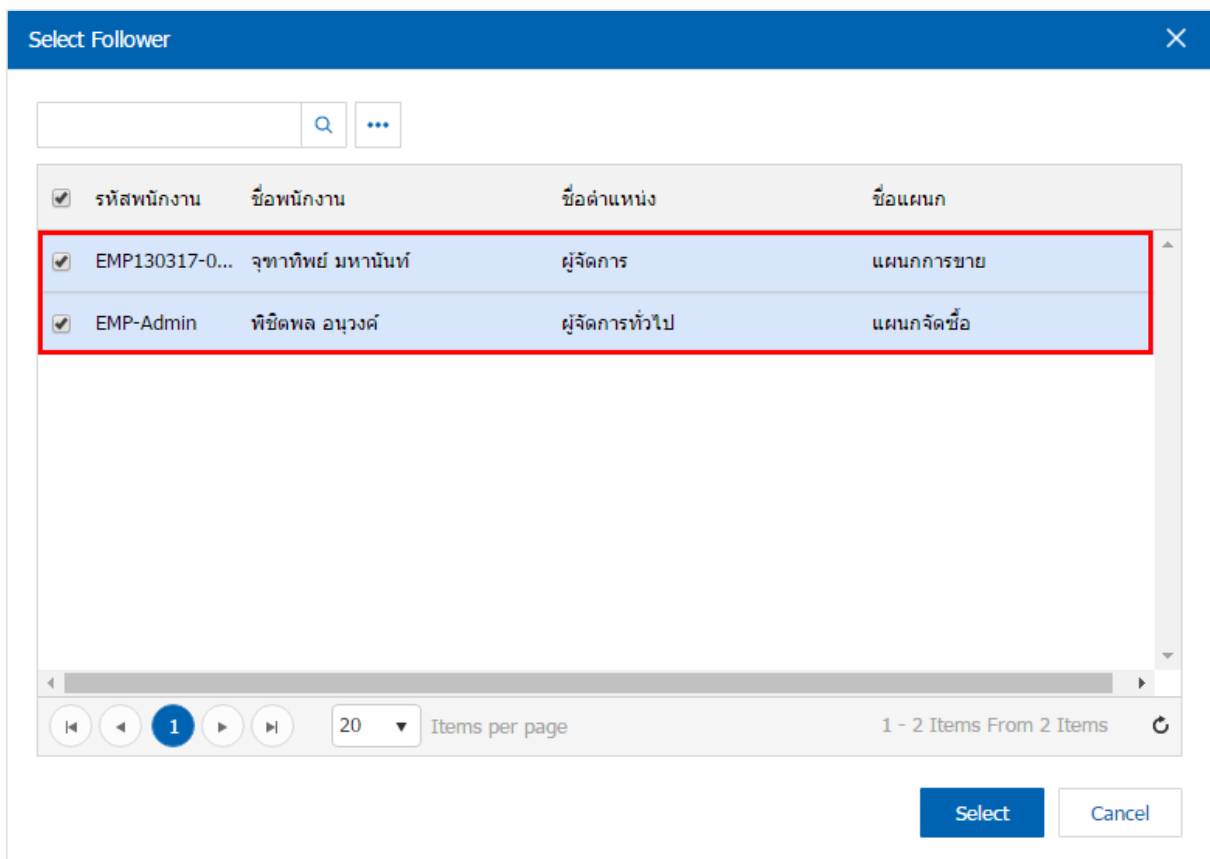 Select Follower
รหัสพนักงาน ชื่อพนักงาน ชื่อตำแหน่ง ชื่อแผนก
EMP130317-0... จุฑาทิพย์ มหานันท์ ผู้จัดการ แผนกการขาย
EMP-Admin พิชิตพล อนุวงค์ ผู้จัดการทั่วไป แผนกจัดซื้อ
1 20 Items per page 1 - 2 Items From 2 Items
Select Cancel